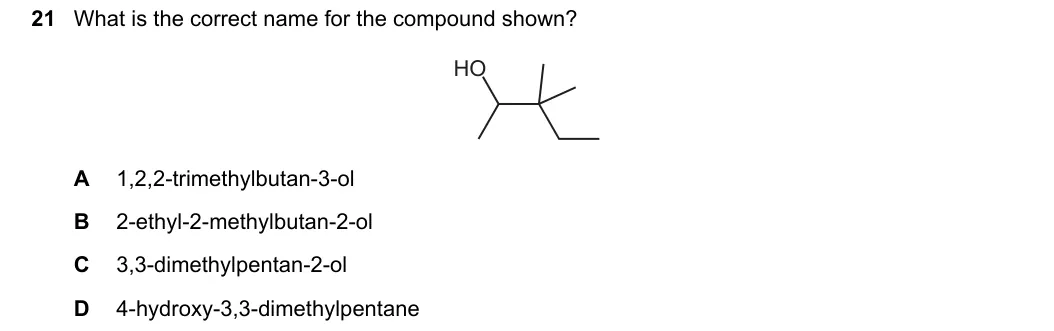 21 What is the correct name for the compound shown?
HO
A 1,2,2-trimethylbutan-3-ol
B 2-ethyl-2-methylbutan-2-ol
C 3,3-dimethylpentan-2-ol
D 4-hydroxy-3,3-dimethylpentane